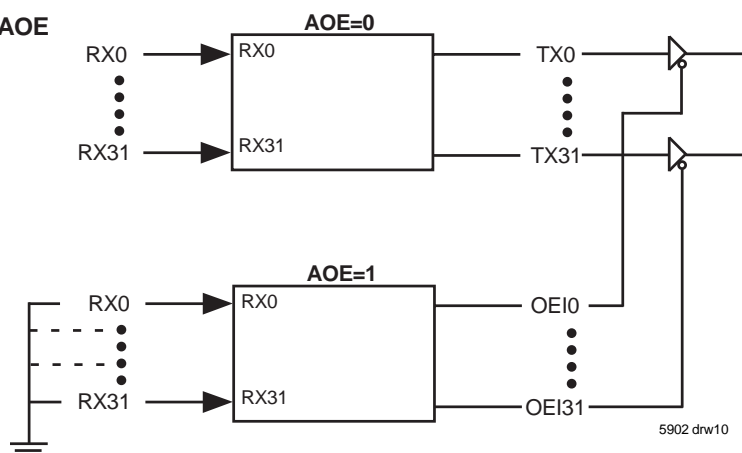 AOE
AOE=0
RX0 RX0 TX0
RX31 RX31 TX31
AOE=1
RX0 RX0 OEI0
RX31 RX31 OEI31
5902 drw10